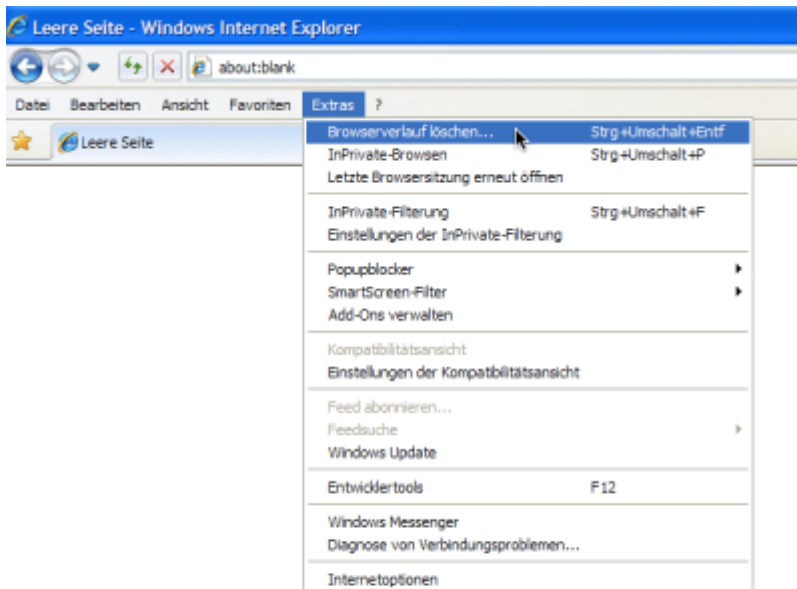 Leere Seite - Windows Internet Explorer
about:blank
Datei Bearbeiten Ansicht Favoriten Extras ?
Leere Seite
Browserverlauf löschen... Strg+Umschalt+Entf
InPrivate-Browsen Strg+Umschalt+P
Letzte Browsersitzung erneut öffnen
InPrivate-Filterung Strg+Umschalt+F
Einstellungen der InPrivate-Filterung
Popupblocker
SmartScreen-Filter
Add-Ons verwalten
Kompatibilitätsansicht
Einstellungen der Kompatibilitätsansicht
Feed abonnieren...
Feedsuche
Windows Update
Entwicklertools F12
Windows Messenger
Diagnose von Verbindungsproblemen...
Internetoptionen